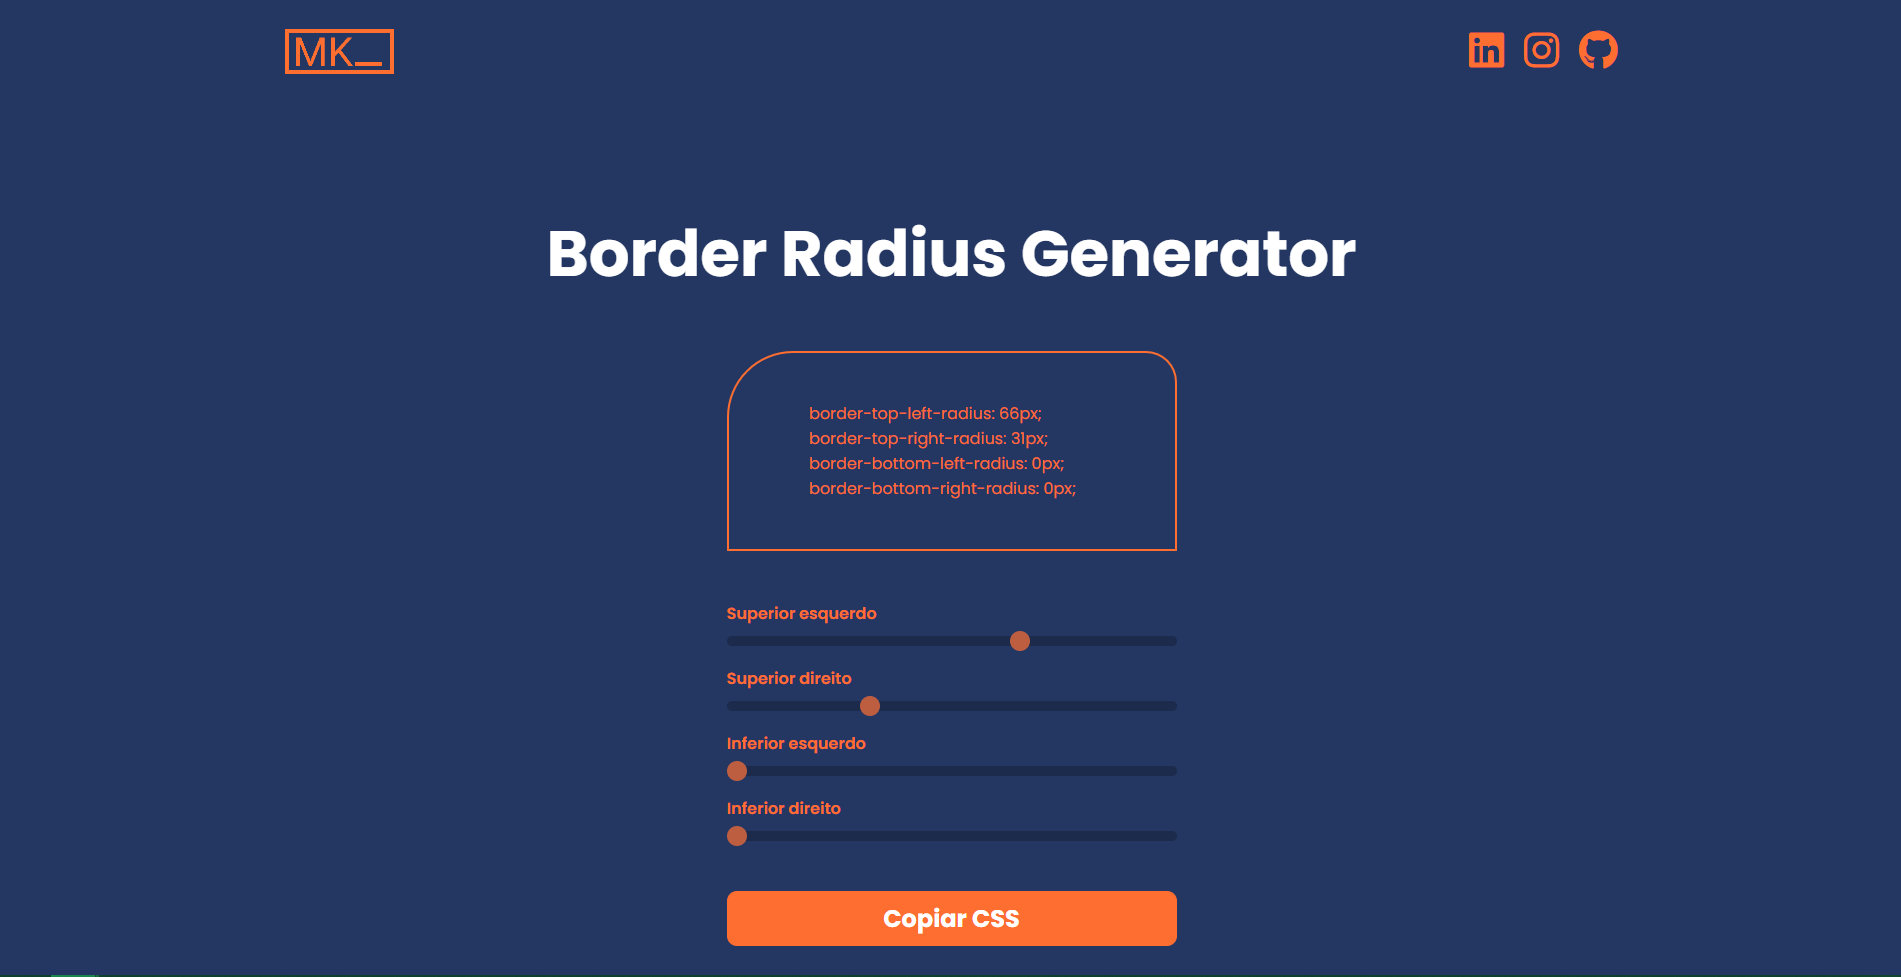 MK_
Border Radius Generator
border-top-left-radius: 66px;
border-top-right-radius: 31px;
border-bottom-left-radius: 0px;
border-bottom-right-radius: 0px;
Superior esquerdo
Superior direito
Inferior esquerdo
Inferior direito
Copiar CSS